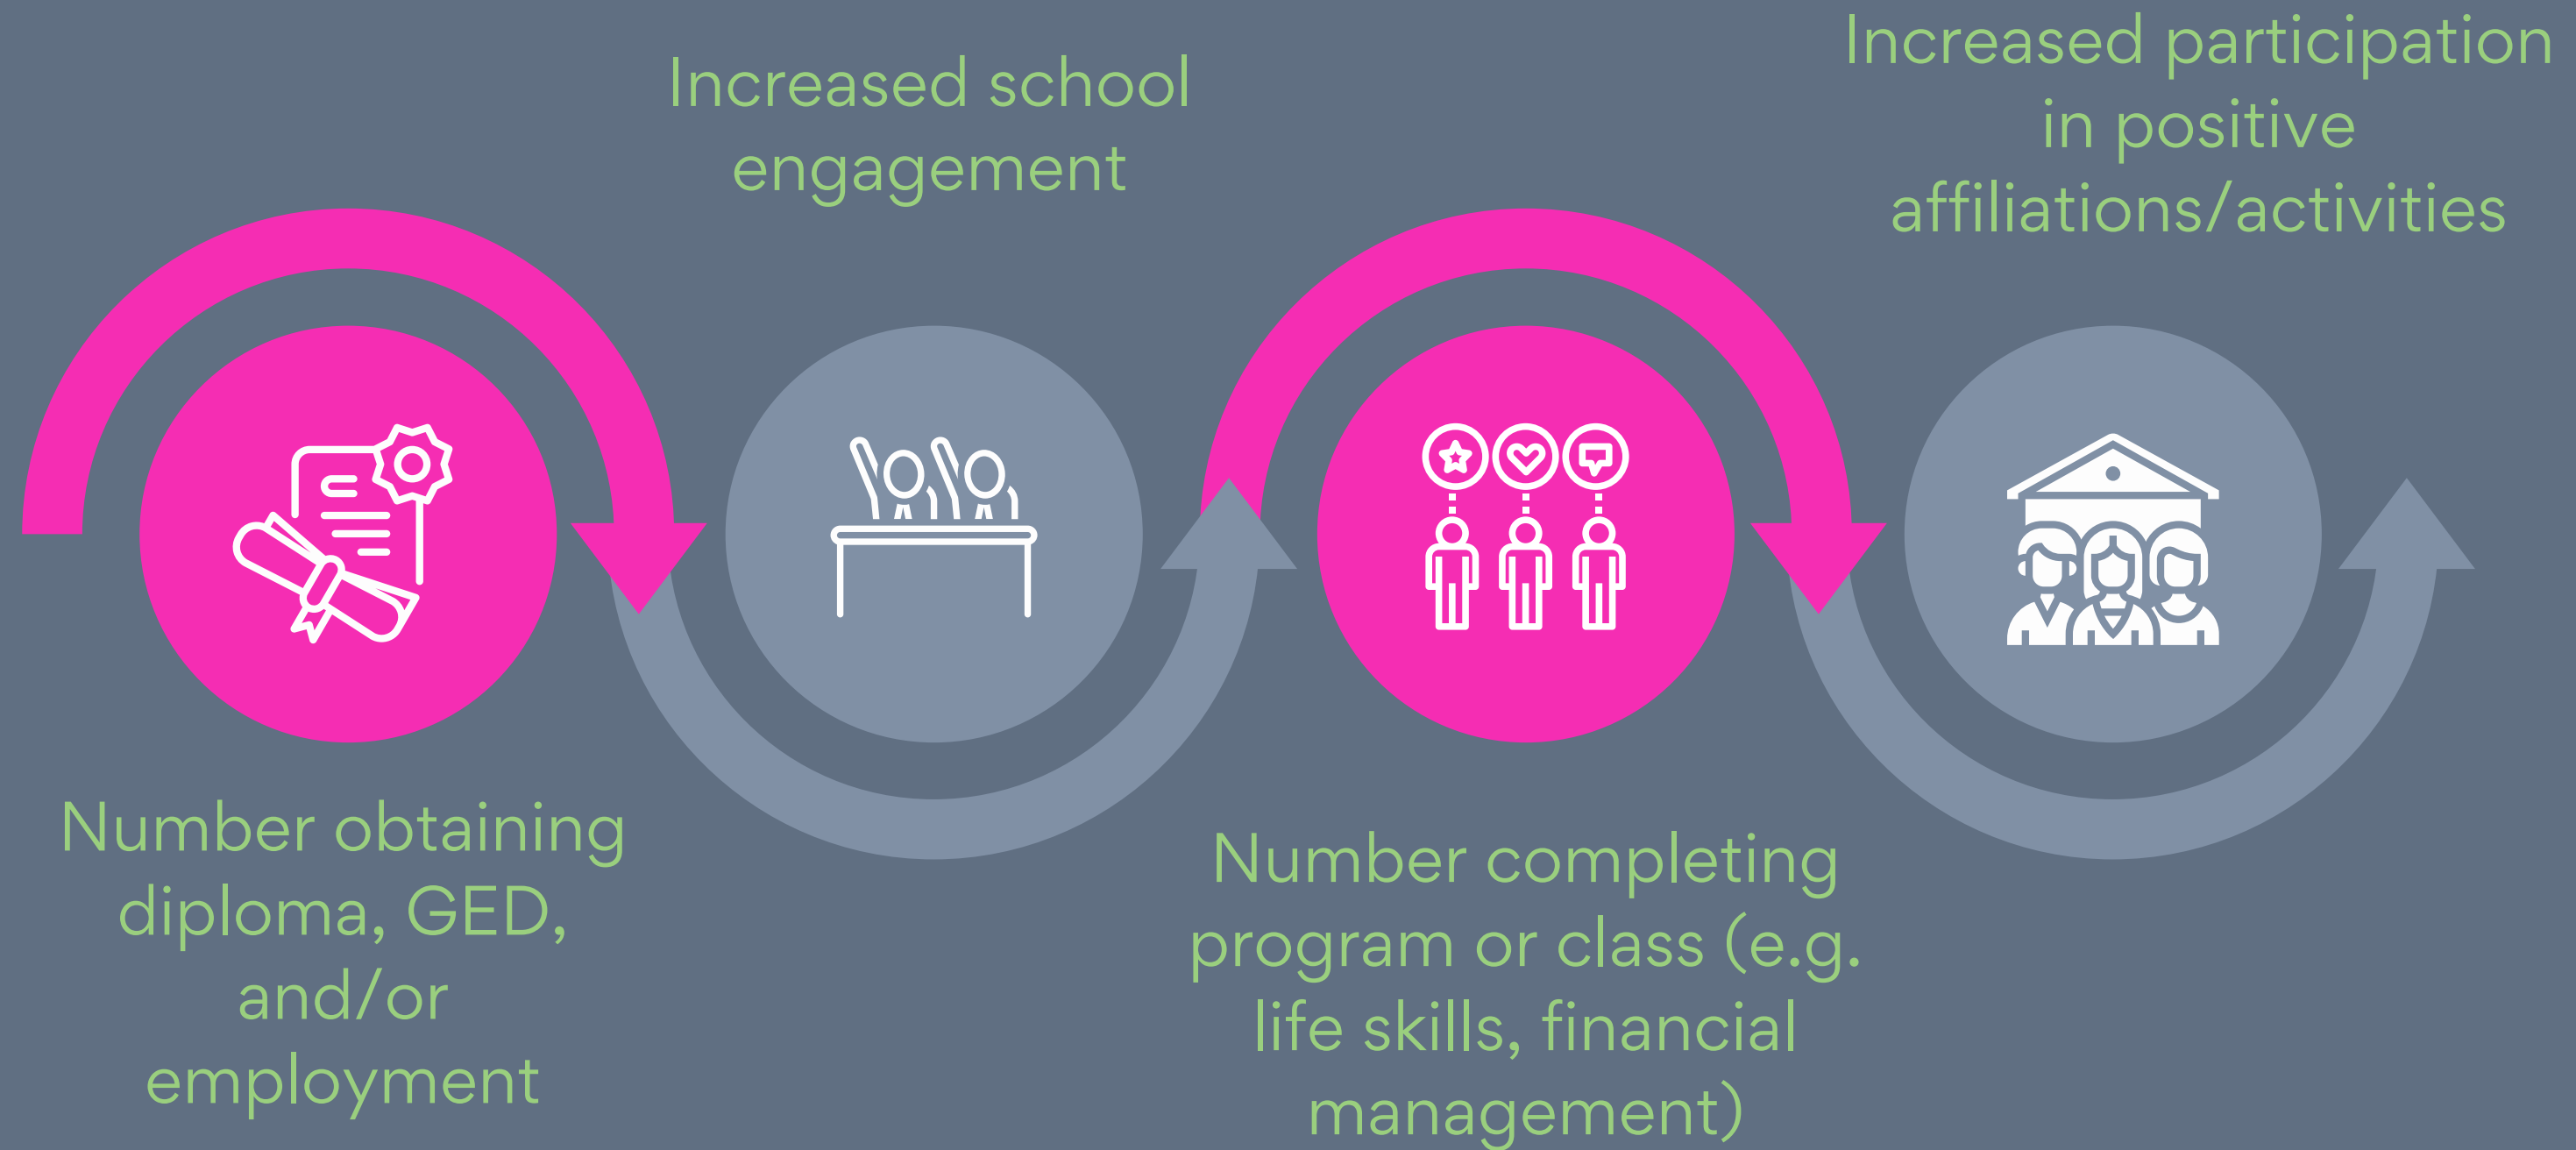 Number obtaining
diploma, GED,
and/or
employment
Increased school
engagement
Number completing
program or class (e.g.
life skills, financial
management)
Increased participation
in positive
affiliations/activities